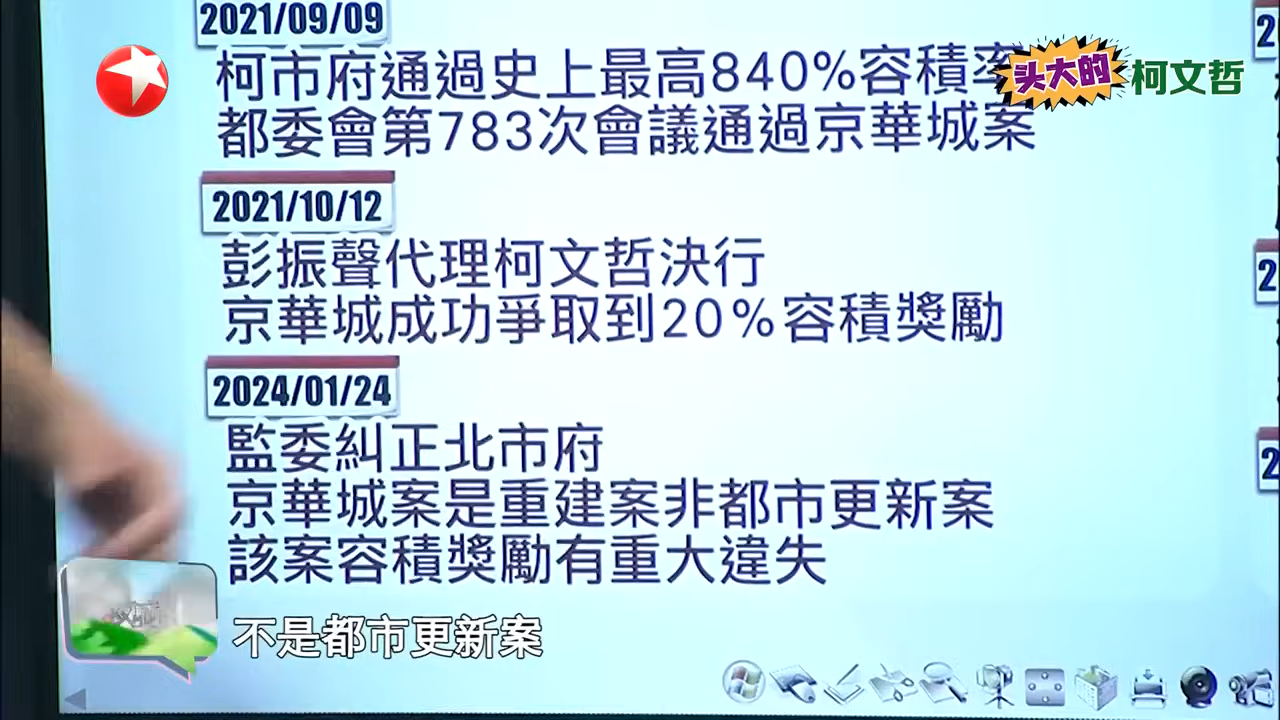 2021/09/09
柯市府通過史上最高840%容積率
都委會第783次會議通過京華城案
头大的
柯文哲
2021/10/12
彭振聲代理柯文哲決行
京華城成功爭取到20%容積獎勵
2024/01/24
監委糾正北市府
京華城案是重建案非都市更新案
該案容積獎勵有重大違失
不是都市更新案
2
2
2